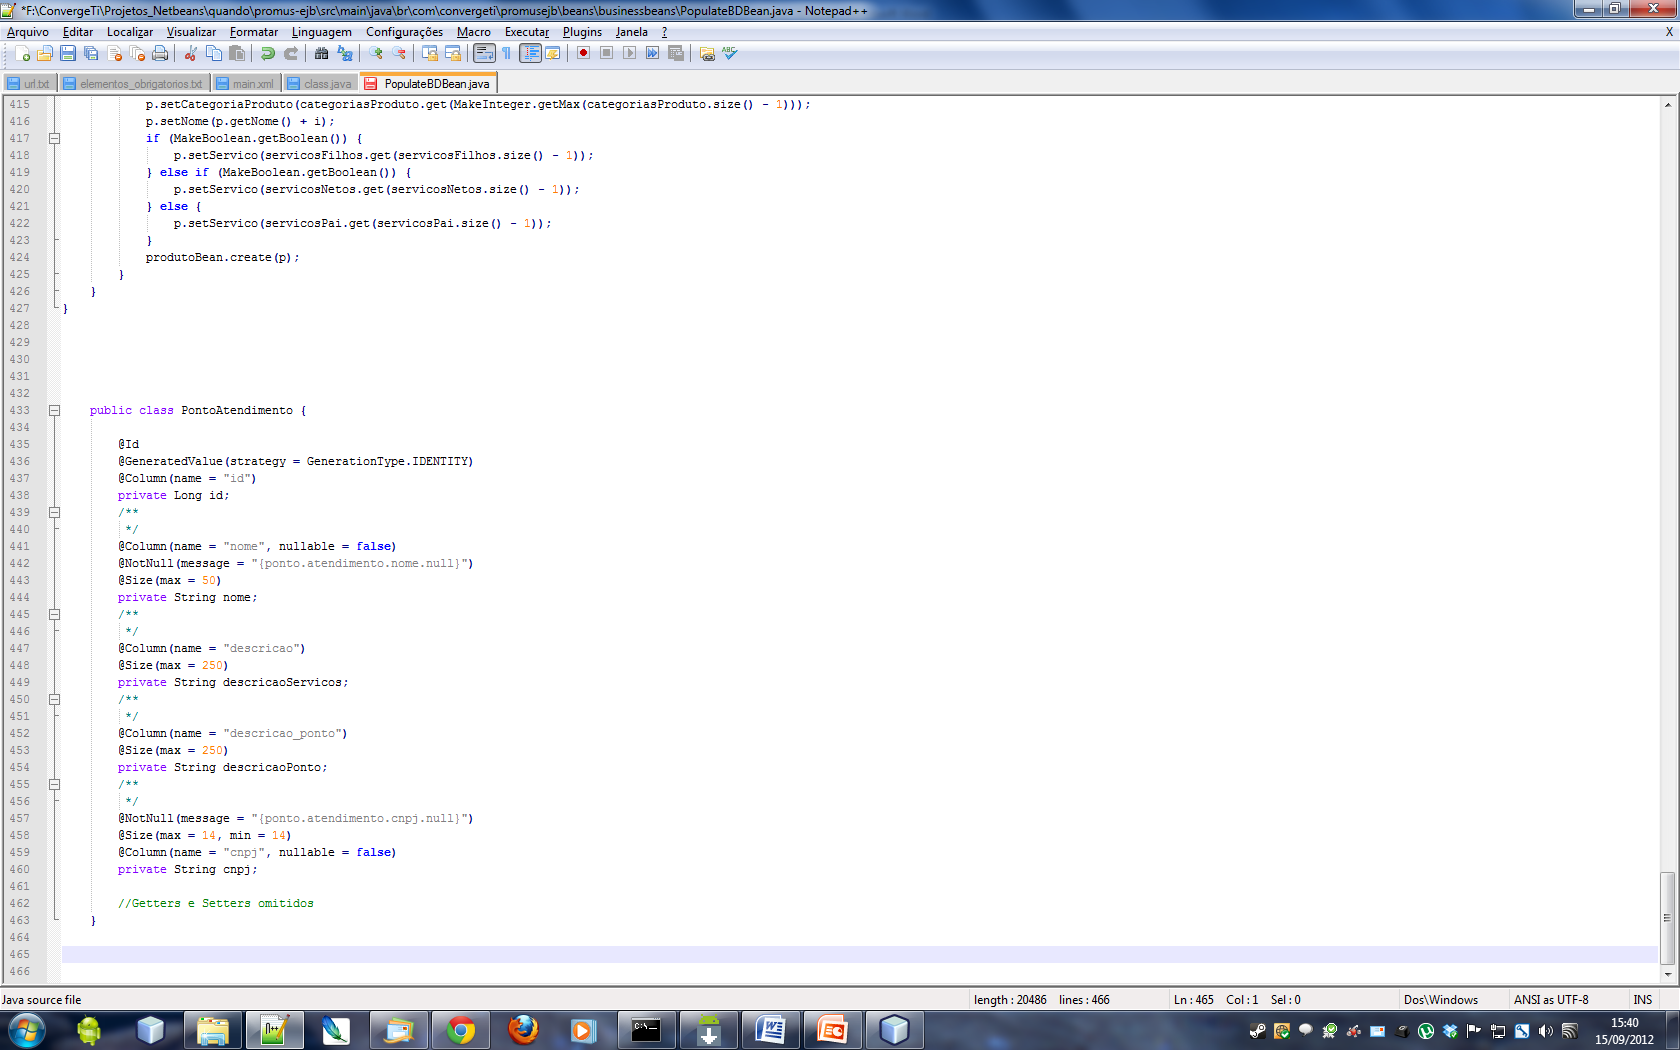 *F:\ConvergeTi\Projetos_Netbeans\quando\promus-ejb\src\main\java\br\com\convergeti\promusejb\beans\businessbeans\PopulateBDBean.java - Notepad++
Arquivo Editar Localizar Visualizar Formatar Linguagem Configurações Macro Executar Plugins Janela ? X
url.txt elementos_obrigatorios.txt main.xml class.java PopulateBDBean.java
415 p.setCategoriaProduto(categoriasProduto.get(MakeInteger.getMax(categoriasProduto.size() - 1)));
416 p.setNome(p.getNome() + i);
417 if (MakeBoolean.getBoolean()) {
418 p.setServico(servicosFilhos.get(servicosFilhos.size() - 1));
419 } else if (MakeBoolean.getBoolean()) {
420 p.setServico(servicosNetos.get(servicosNetos.size() - 1));
421 } else {
422 p.setServico(servicosPai.get(servicosPai.size() - 1));
423 }
424 produtoBean.create(p);
425 }
426 }
427 }
428
429
430
431
432
433 public class PontoAtendimento {
434
435 @Id
436 @GeneratedValue(strategy = GenerationType.IDENTITY)
437 @Column(name = "id")
438 private Long id;
439 /**
440 */
441 @Column(name = "nome", nullable = false)
442 @NotNull(message = "{ponto.atendimento.nome.null}")
443 @Size(max = 50)
444 private String nome;
445 /**
446 */
447 @Column(name = "descricao")
448 @Size(max = 250)
449 private String descricaoServicos;
450 /**
451 */
452 @Column(name = "descricao_ponto")
453 @Size(max = 250)
454 private String descricaoPonto;
455 /**
456 */
457 @NotNull(message = "{ponto.atendimento.cnpj.null}")
458 @Size(max = 14, min = 14)
459 @Column(name = "cnpj", nullable = false)
460 private String cnpj;
461
462 //Getters e Setters omitidos
463 }
464
465
466
Java source file length : 20486 lines : 466 Ln : 465 Col : 1 Sel : 0 Dos\Windows ANSI as UTF-8 INS
15:40
15/09/2012